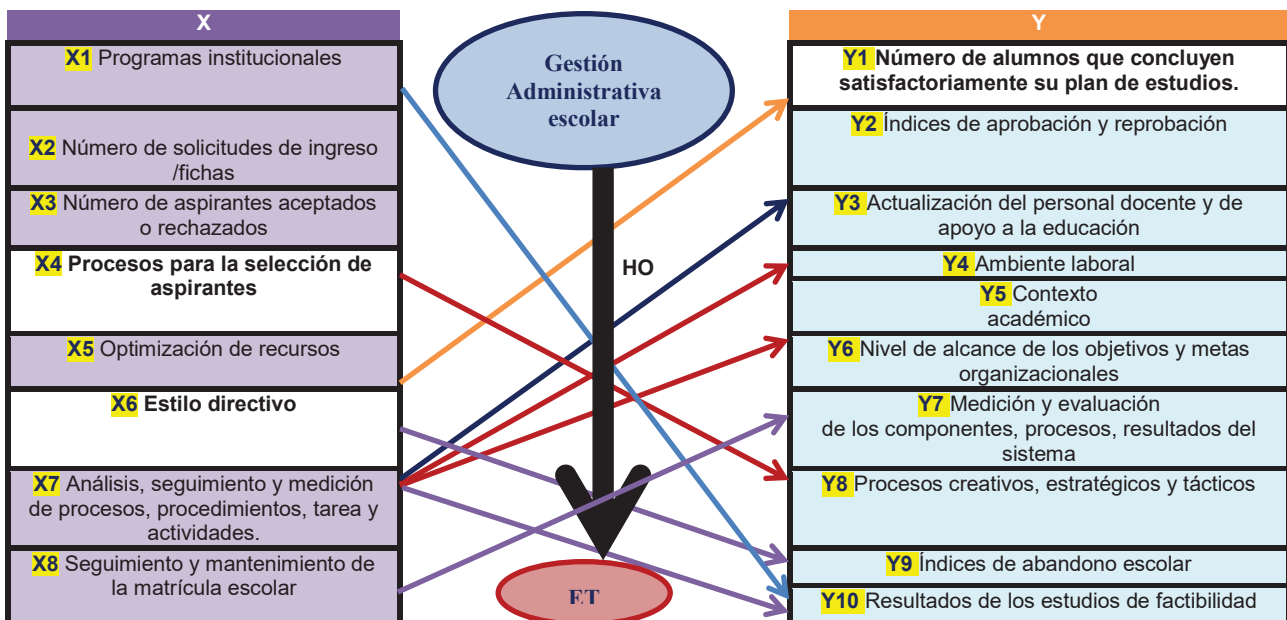 X
X1 Programas institucionales
X2 Número de solicitudes de ingreso
/fichas
X3 Número de aspirantes aceptados
o rechazados
X4 Procesos para la selección de
aspirantes
X5 Optimización de recursos
X6 Estilo directivo
X7 Análisis, seguimiento y medición
de procesos, procedimientos, tarea y
actividades.
X8 Seguimiento y mantenimiento de
la matrícula escolar
Gestión
Administrativa
escolar
HO
ET
Y
Y1 Número de alumnos que concluyen
satisfactoriamente su plan de estudios.
Y2 Índices de aprobación y reprobación
Y3 Actualización del personal docente y de
apoyo a la educación
Y4 Ambiente laboral
Y5 Contexto
académico
Y6 Nivel de alcance de los objetivos y metas
organizacionales
Y7 Medición y evaluación
de los componentes, procesos, resultados del
sistema
Y8 Procesos creativos, estratégicos y tácticos
Y9 Índices de abandono escolar
Y10 Resultados de los estudios de factibilidad